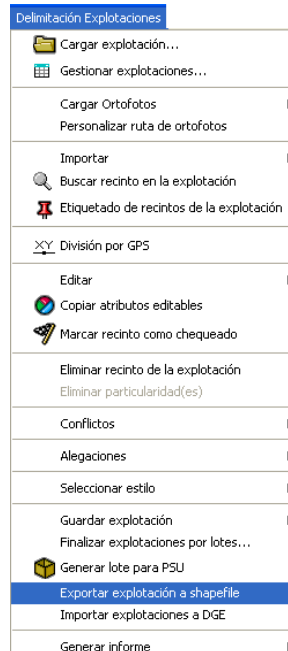 Delimitación Explotaciones
Cargar explotación...
Gestionar explotaciones...
Cargar Ortofotos
Personalizar ruta de ortofotos
Importar
Buscar recinto en la explotación
Etiquetado de recintos de la explotación
XY División por GPS
Editar
Copiar atributos editables
Marcar recinto como chequeado
Eliminar recinto de la explotación
Eliminar particularidad(es)
Conflictos
Alegaciones
Seleccionar estilo
Guardar explotación
Finalizar explotaciones por lotes...
Generar lote para PSU
Exportar explotación a shapefile
Importar explotaciones a DGE
Generar informe